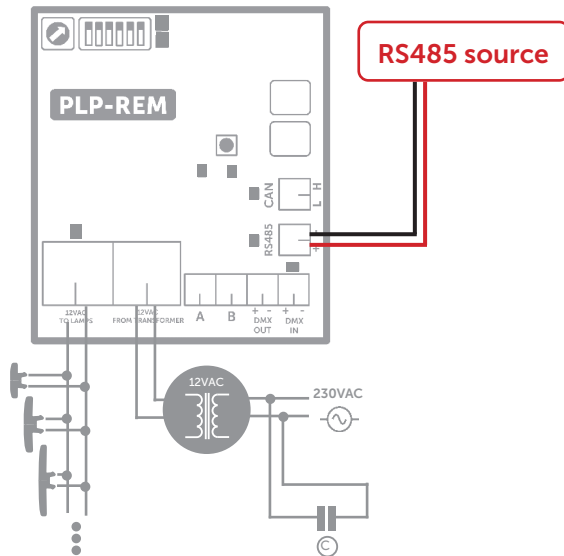 RS485 source
PLP-REM
CAN
H
L
RS485
+
12VAC
TO LAMPS
12VAC
FROM TRANSFORMER
A
B
+ -
DMX
OUT
+ -
DMX
IN
12VAC
230VAC
C